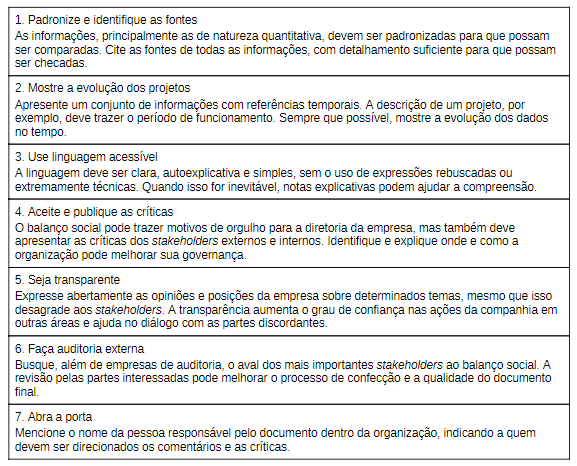 1. Padronize e identifique as fontes
As informações, principalmente as de natureza quantitativa, devem ser padronizadas para que possam
ser comparadas. Cite as fontes de todas as informações, com detalhamento suficiente para que possam
ser checadas.
2. Mostre a evolução dos projetos
Apresente um conjunto de informações com referências temporais. A descrição de um projeto, por
exemplo, deve trazer o período de funcionamento. Sempre que possível, mostre a evolução dos dados
no tempo.
3. Use linguagem acessível
A linguagem deve ser clara, autoexplicativa e simples, sem o uso de expressões rebuscadas ou
extremamente técnicas. Quando isso for inevitável, notas explicativas podem ajudar a compreensão.
4. Aceite e publique as críticas
O balanço social pode trazer motivos de orgulho para a diretoria da empresa, mas também deve
apresentar as críticas dos stakeholders externos e internos. Identifique e explique onde e como a
organização pode melhorar sua governança.
5. Seja transparente
Expresse abertamente as opiniões e posições da empresa sobre determinados temas, mesmo que isso
desagrade aos stakeholders. A transparência aumenta o grau de confiança nas ações da companhia em
outras áreas e ajuda no diálogo com as partes discordantes.
6. Faça auditoria externa
Busque, além de empresas de auditoria, o aval dos mais importantes stakeholders ao balanço social. A
revisão pelas partes interessadas pode melhorar o processo de confecção e a qualidade do documento
final.
7. Abra a porta
Mencione o nome da pessoa responsável pelo documento dentro da organização, indicando a quem
devem ser direcionados os comentários e as críticas.